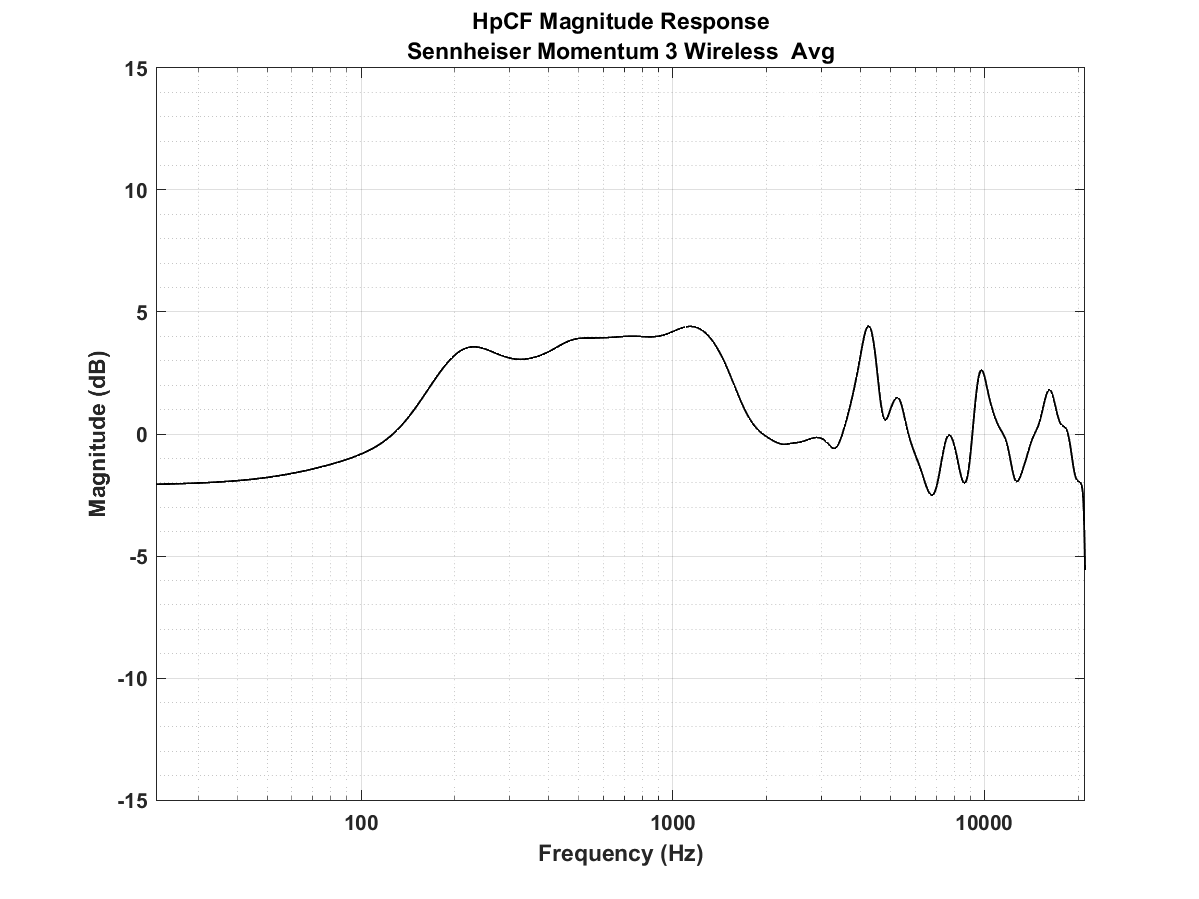 HpCF Magnitude Response
Sennheiser Momentum 3 Wireless  Avg
15
10
5
0
-5
-10
-15
Magnitude (dB)
100
1000
10000
Frequency (Hz)